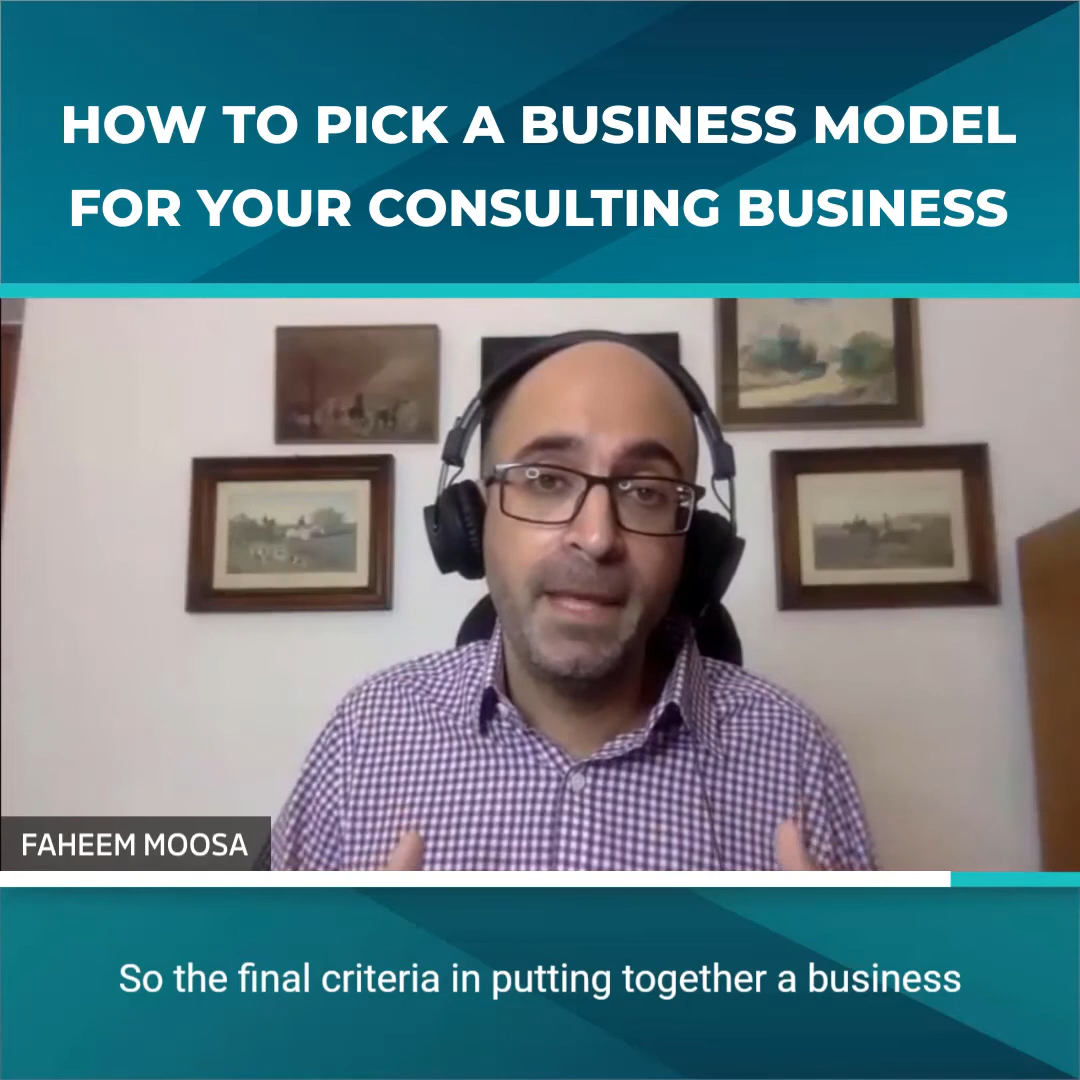 HOW TO PICK A BUSINESS MODEL
FOR YOUR CONSULTING BUSINESS
FAHEEM MOOSA
So the final criteria in putting together a business